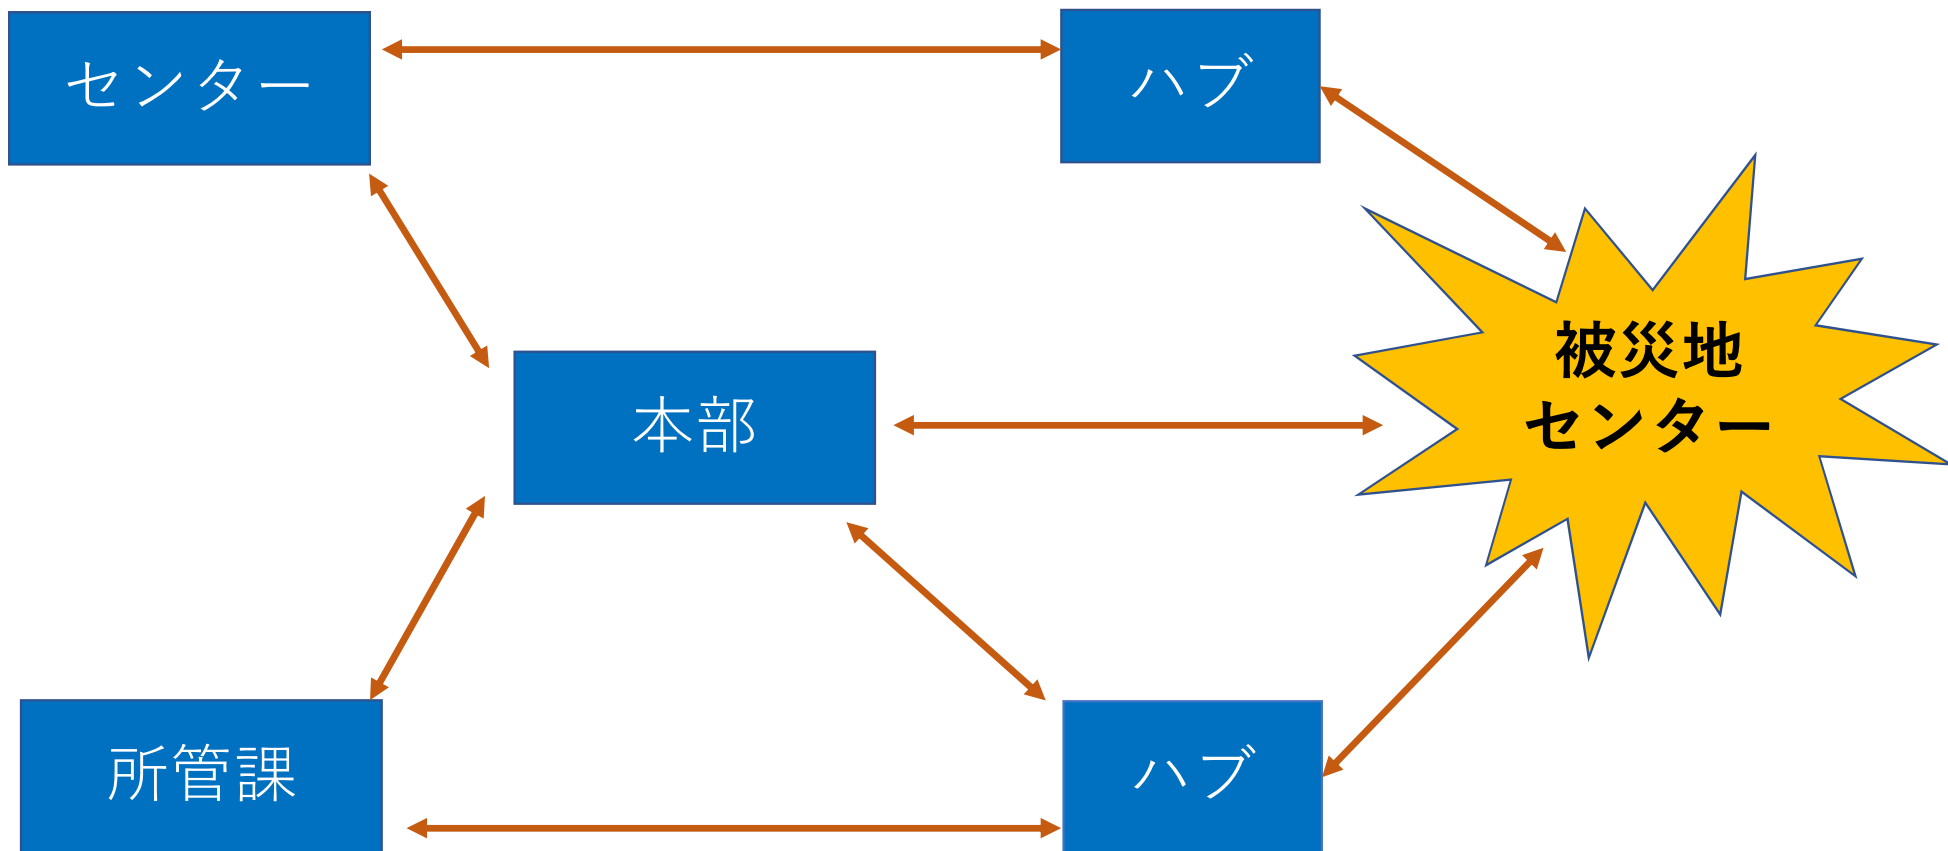 センター
ハブ
被災地
センター
本部
所管課
ハブ